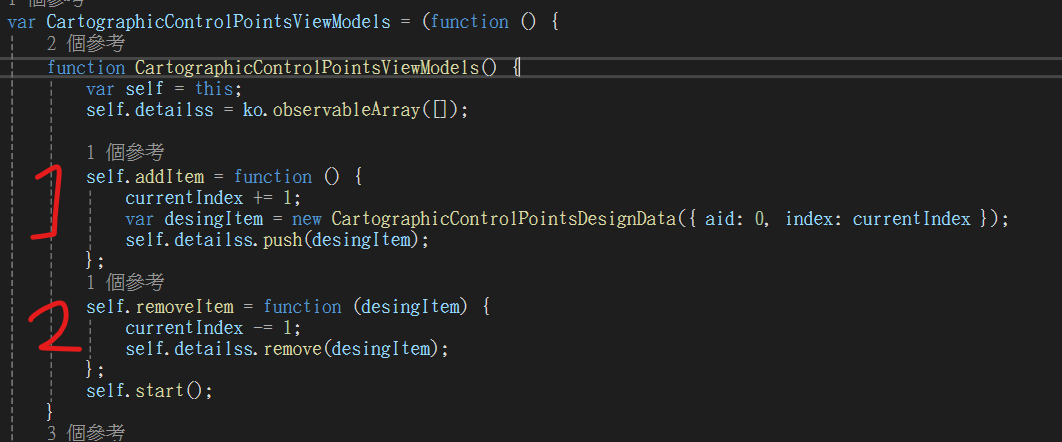 1 個參考
var CartographicControlPointsViewModels = (function () {
2 個參考
function CartographicControlPointsViewModels() {
var self = this;
self.detailss = ko.observableArray([]);
1 個參考
1
self.addItem = function () {
currentIndex += 1;
var desingItem = new CartographicControlPointsDesignData({ aid: 0, index: currentIndex });
self.detailss.push(desingItem);
};
1 個參考
2
self.removeItem = function (desingItem) {
currentIndex -= 1;
self.detailss.remove(desingItem);
};
self.start();
}
3 個參考